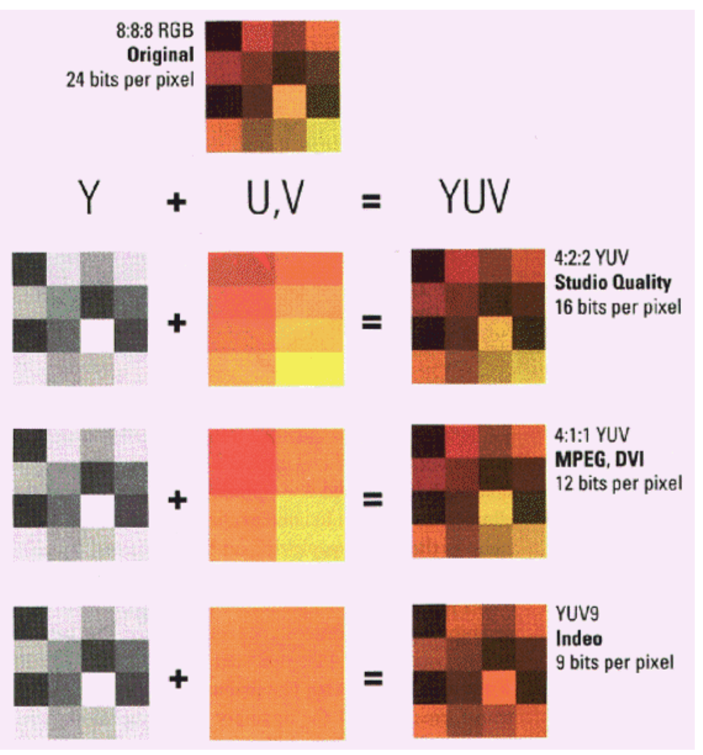 8:8:8 RGB
Original
24 bits per pixel
Y + U,V = YUV
+ =
4:2:2 YUV
Studio Quality
16 bits per pixel
+ =
4:1:1 YUV
MPEG, DVI
12 bits per pixel
+ =
YUV9
Indeo
9 bits per pixel